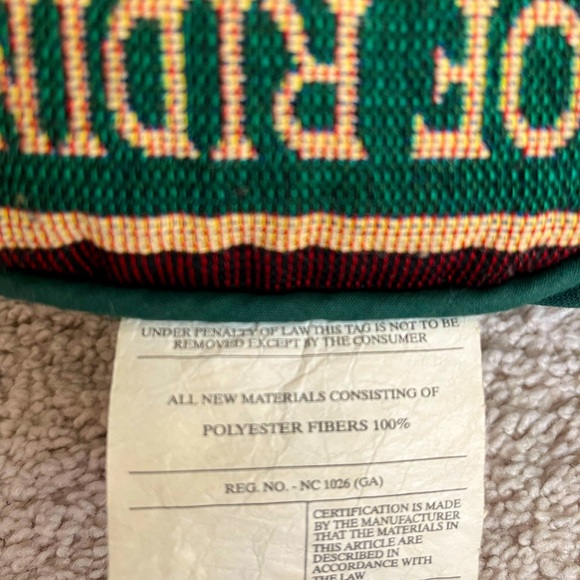 OF RIDIN
UNDER PENALTY OF LAW THIS TAG IS NOT TO BE
REMOVED EXCEPT BY THE CONSUMER
ALL NEW MATERIALS CONSISTING OF
POLYESTER FIBERS 100%
REG. NO. - NC 1026 (GA)
CERTIFICATION IS MADE
BY THE MANUFACTURER
THAT THE MATERIALS IN
THIS ARTICLE ARE
DESCRIBED IN
ACCORDANCE WITH
THE LAW